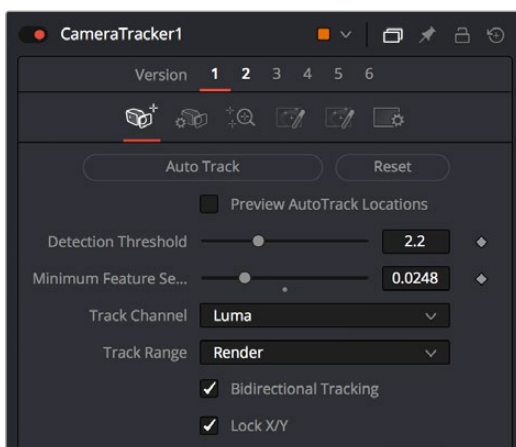 CameraTracker1
Version 1 2 3 4 5 6
Auto Track Reset
Preview AutoTrack Locations
Detection Threshold 2.2
Minimum Feature Se... 0.0248
Track Channel Luma
Track Range Render
Bidirectional Tracking
Lock X/Y